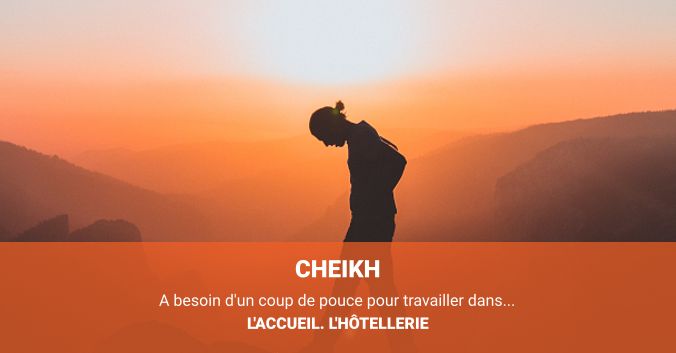 CHEIKH
A besoin d'un coup de pouce pour travailler dans...
L'ACCUEIL. L'HÔTELLERIE